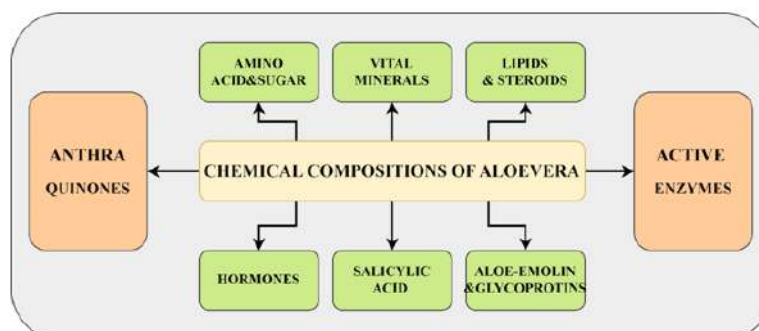 AMINO
ACID&SUGAR
VITAL
MINERALS
LIPIDS
& STEROIDS
ANTHRA
QUINONES
CHEMICAL COMPOSITIONS OF ALOEVERA
ACTIVE
ENZYMES
HORMONES
SALICYLIC
ACID
ALOE-EMOLIN
&GLYCOPROTINS